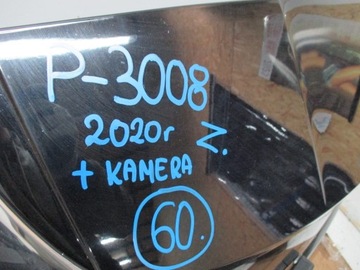 P-3008
2020r Z.
+ KAMERA
60.